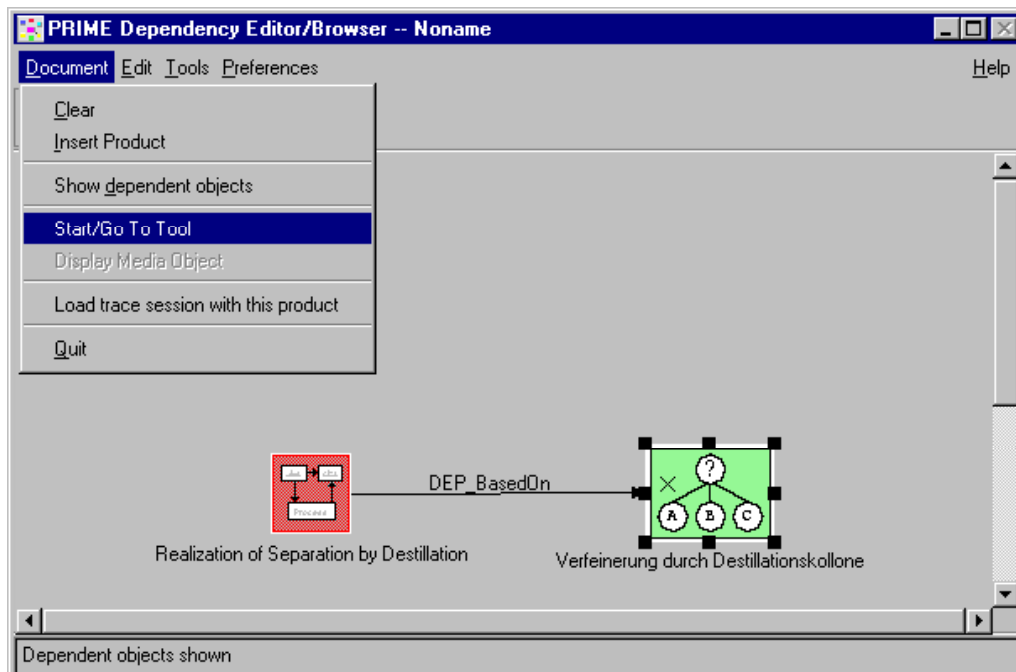 PRIME Dependency Editor/Browser -- Noname
Document Edit Tools Preferences Help
Clear
Insert Product
Show dependent objects
Start/Go To Tool
Display Media Object
Load trace session with this product
Quit
DEP_BasedOn
?
A B C
Process
Realization of Separation by Destillation
Verfeinerung durch Destillationskollone
Dependent objects shown